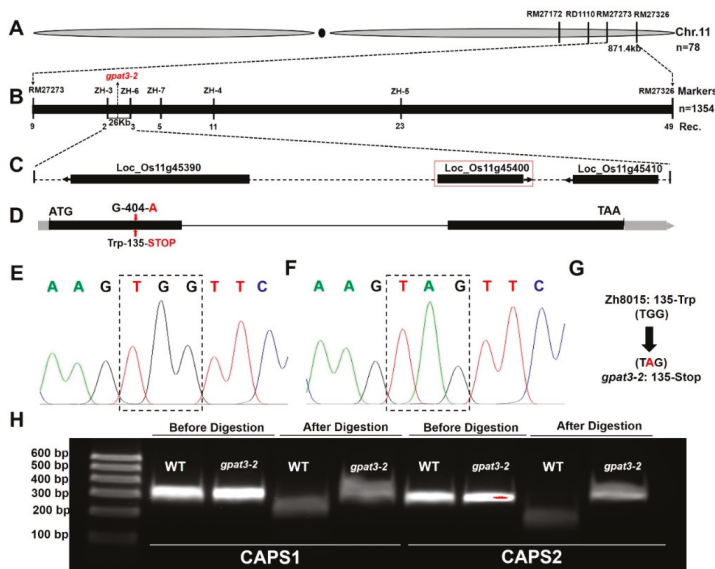 A
RM27172 RD1110 RM27273 RM27326
Chr.11
871.4kb
n=78
B
gpat3-2
RM27273 ZH-3 ZH-6 ZH-7 ZH-4 ZH-5 RM27326 Markers
n=1354
26Kb
9 2 3 5 11 23 49 Rec.
C
Loc_Os11g45390 Loc_Os11g45400 Loc_Os11g45410
D
ATG G-404-A TAA
Trp-135-STOP
E F G
A A G T G G T T C
A A G T A G T T C
Zh8015: 135-Trp
(TGG)
(TAG)
gpat3-2: 135-Stop
H
Before Digestion After Digestion Before Digestion After Digestion
600 bp
500 bp
400 bp
300 bp
200 bp
100 bp
WT gpat3-2 WT gpat3-2 WT gpat3-2 WT gpat3-2
CAPS1 CAPS2